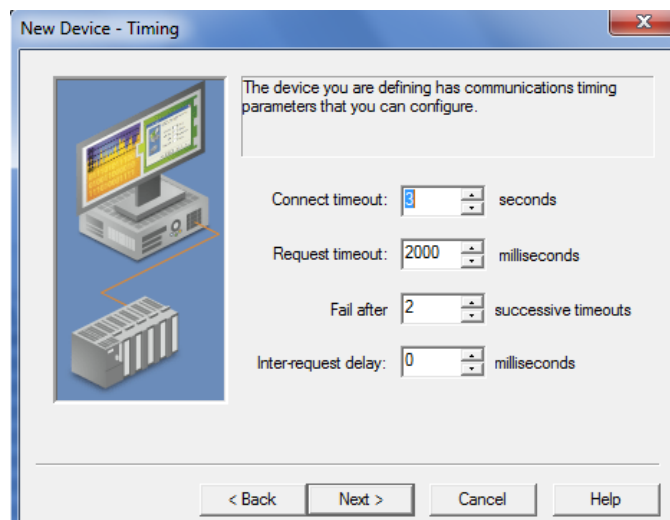 New Device - Timing
The device you are defining has communications timing
parameters that you can configure.
Connect timeout: 3 seconds
Request timeout: 2000 milliseconds
Fail after 2 successive timeouts
Inter-request delay: 0 milliseconds
< Back Next > Cancel Help